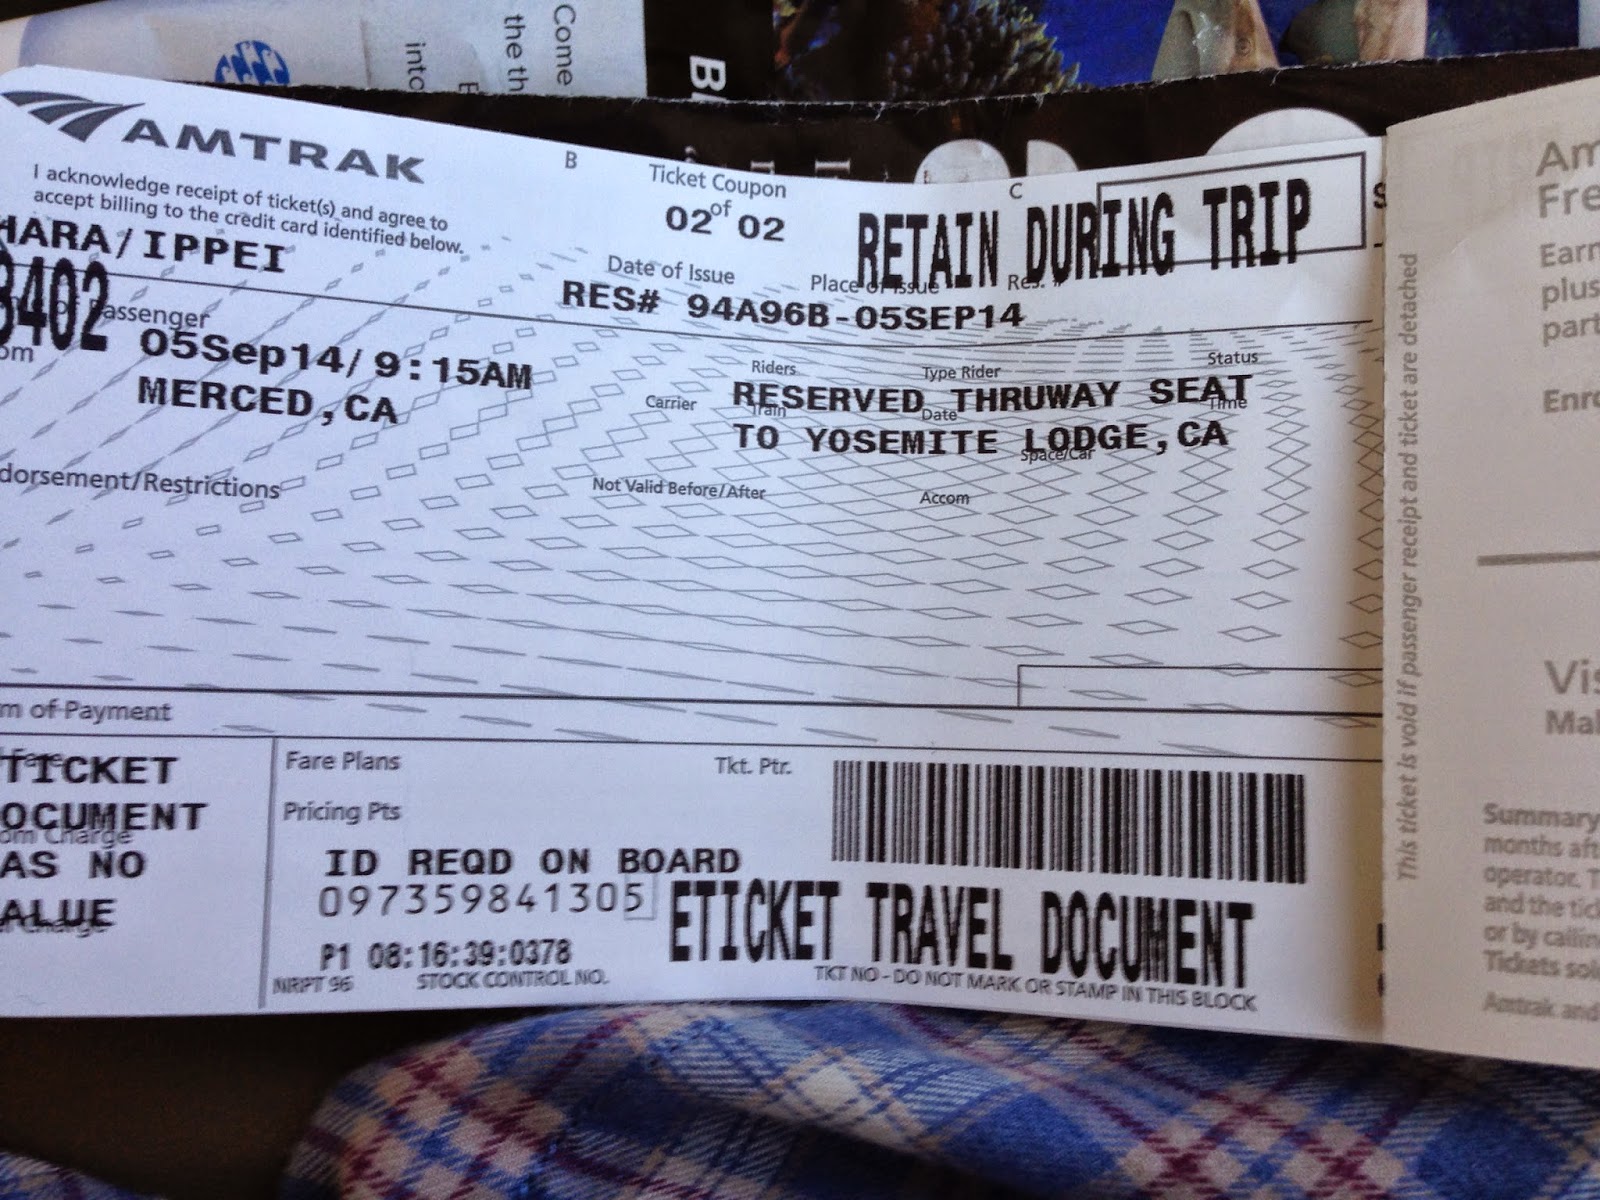 Come
the th
into
AMTRAK
I acknowledge receipt of ticket(s) and agree to
accept billing to the credit card identified below.
HARA/IPPEI
B
Ticket Coupon
02 of 02
C
RETAIN DURING TRIP
Date of Issue
Place of Issue
Res. #
RES# 94A96B-05SEP14
3402
Passenger
05Sep14/ 9:15AM
MERCED,CA
Riders
Type Rider
Status
Carrier
RESERVED THRUWAY SEAT
Train
Date
Time
TO YOSEMITE LODGE,CA
Space/Car
dorsement/Restrictions
Not Valid Before/After
Accom
m of Payment
TICKET
OCUMENT
AS NO
ALUE
Fare Plans
Tkt. Ptr.
Pricing Pts
ID REQD ON BOARD
097359841305
ETICKET TRAVEL DOCUMENT
P1 08:16:39:0378
NRPT 96
STOCK CONTROL NO.
TKT NO - DO NOT MARK OR STAMP IN THIS BLOCK
This ticket is void if passenger receipt and ticket are detached
Am
Fre
Earn
plus
part
Enro
Vis
Mal
Summary
months aft
operator. T
and the tick
or by callin
Tickets sol
Amtrak and